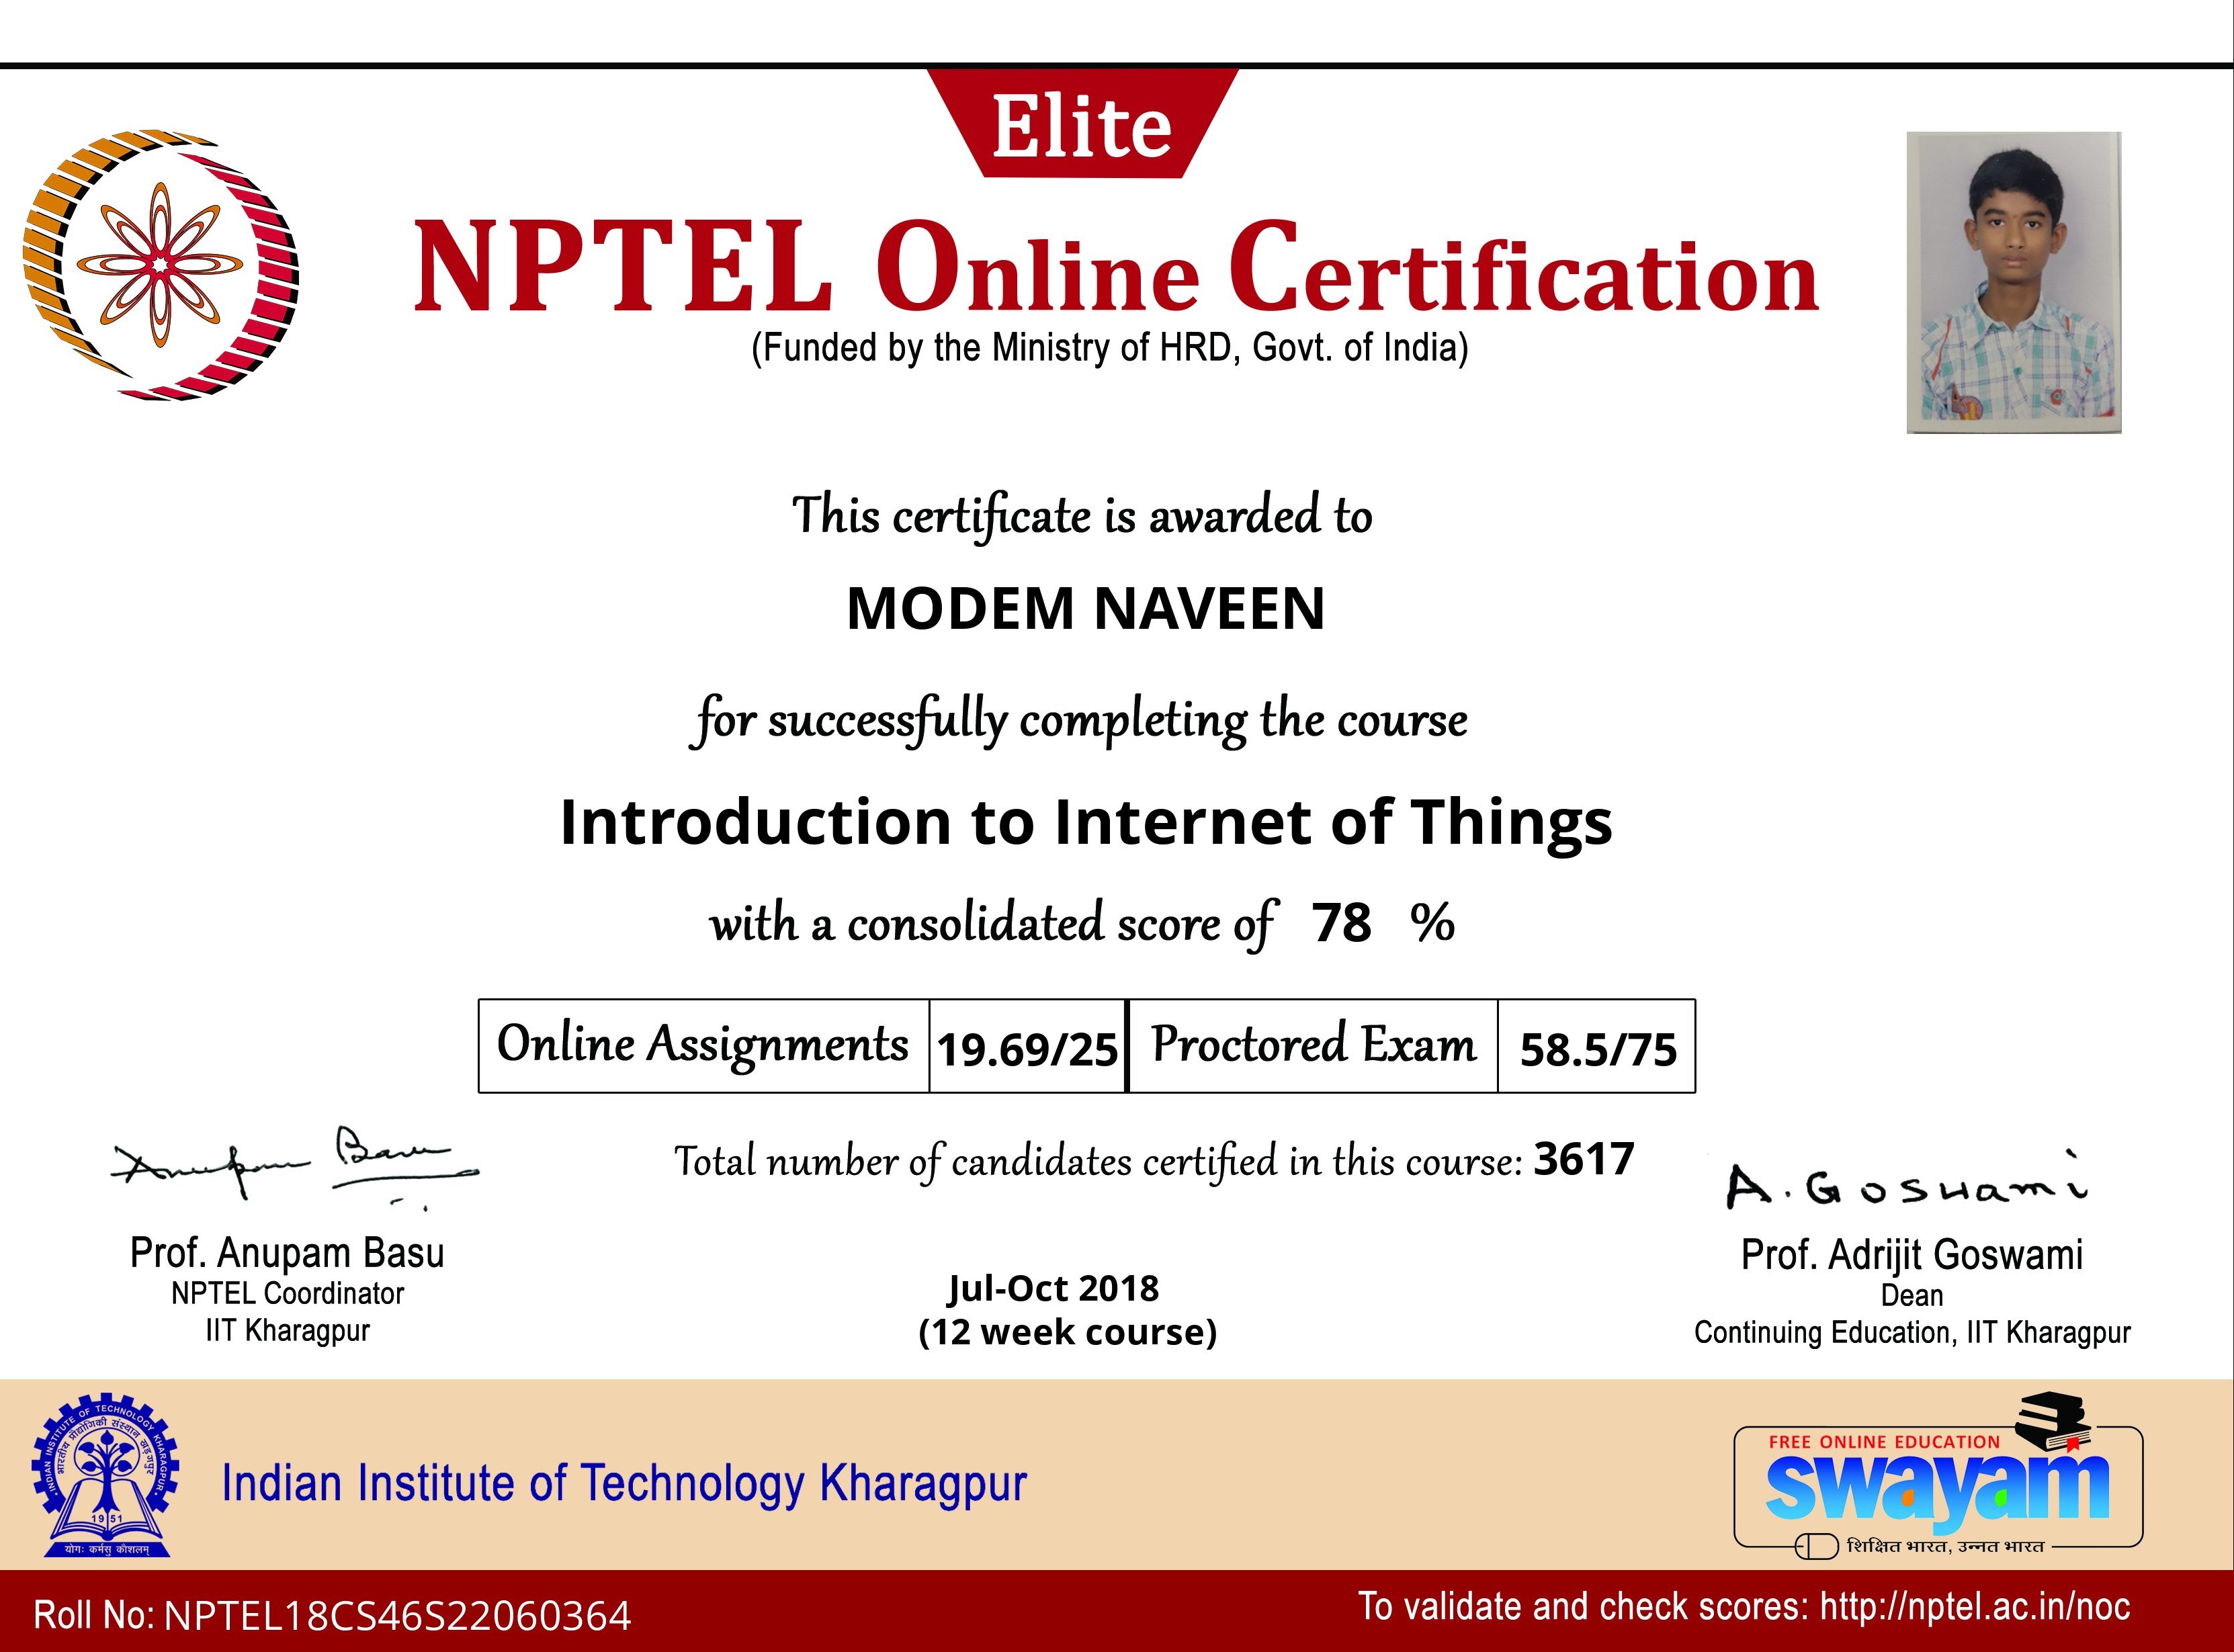 Elite
NPTEL Online Certification
(Funded by the Ministry of HRD, Govt. of India)
This certificate is awarded to
MODEM NAVEEN
for successfully completing the course
Introduction to Internet of Things
with a consolidated score of 78 %
Online Assignments 19.69/25 Proctored Exam 58.5/75
Total number of candidates certified in this course: 3617
Anupam Basu
A. Goswami
Prof. Anupam Basu
NPTEL Coordinator
IIT Kharagpur
Jul-Oct 2018
(12 week course)
Prof. Adrijit Goswami
Dean
Continuing Education, IIT Kharagpur
INDIAN INSTITUTE OF TECHNOLOGY KHARAGPUR
भारतीय प्रौद्योगिकी संस्थान खड़गपुर
1951
योगः कर्मसु कौशलम्
Indian Institute of Technology Kharagpur
FREE ONLINE EDUCATION
swayam
शिक्षित भारत, उन्नत भारत
Roll No: NPTEL18CS46S22060364
To validate and check scores: http://nptel.ac.in/noc